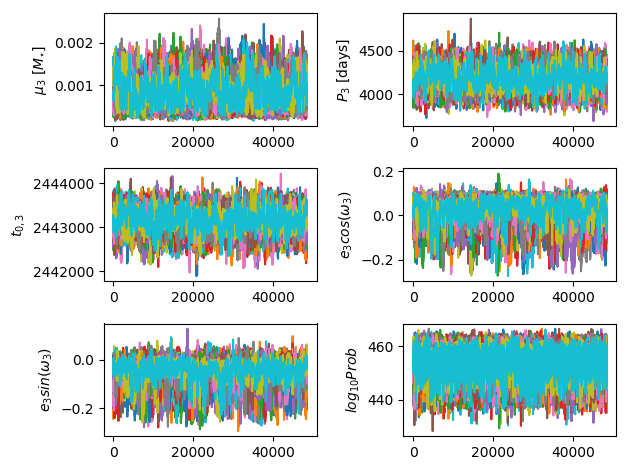 0.002
0.001
μ₃ [M⋆]
0 20000 40000
4500
4000
P₃ [days]
0 20000 40000
2444000
2443000
2442000
t₀,₃
0 20000 40000
0.2
0.0
−0.2
e₃cos(ω₃)
0 20000 40000
0.0
−0.2
e₃sin(ω₃)
0 20000 40000
460
440
log₁₀Prob
0 20000 40000